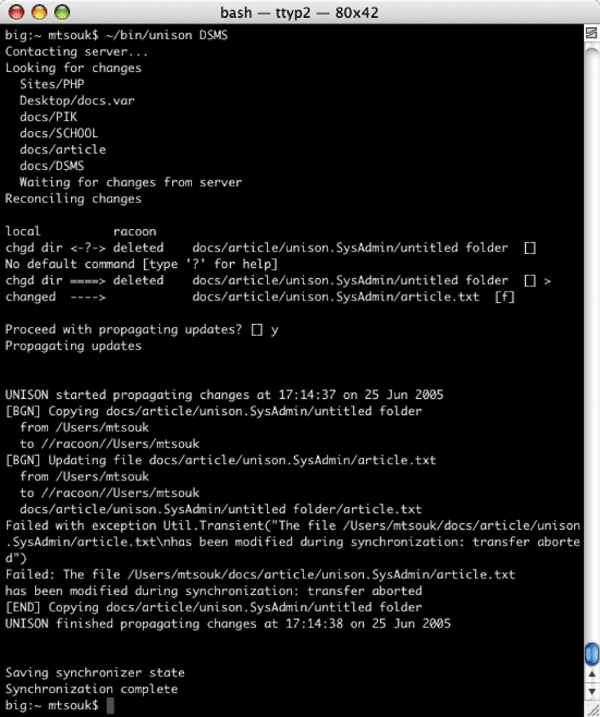 bash — ttyp2 — 80x42
big:~ mtsouk$ ~/bin/unison DSMS
Contacting server...
Looking for changes
  Sites/PHP
  Desktop/docs.var
  docs/PIK
  docs/SCHOOL
  docs/article
  docs/DSMS
  Waiting for changes from server
Reconciling changes

local          racoon
chgd dir <-?-> deleted    docs/article/unison.SysAdmin/untitled folder  []
No default command [type '?' for help]
chgd dir ====> deleted    docs/article/unison.SysAdmin/untitled folder  [] >
changed  ---->            docs/article/unison.SysAdmin/article.txt  [f]

Proceed with propagating updates? [] y
Propagating updates


UNISON started propagating changes at 17:14:37 on 25 Jun 2005
[BGN] Copying docs/article/unison.SysAdmin/untitled folder
  from /Users/mtsouk
  to //racoon//Users/mtsouk
[BGN] Updating file docs/article/unison.SysAdmin/article.txt
  from /Users/mtsouk
  to //racoon//Users/mtsouk
  docs/article/unison.SysAdmin/untitled folder/article.txt
Failed with exception Util.Transient("The file /Users/mtsouk/docs/article/unison
.SysAdmin/article.txt\nhas been modified during synchronization: transfer aborte
d")
Failed: The file /Users/mtsouk/docs/article/unison.SysAdmin/article.txt
has been modified during synchronization: transfer aborted
[END] Copying docs/article/unison.SysAdmin/untitled folder
UNISON finished propagating changes at 17:14:38 on 25 Jun 2005


Saving synchronizer state
Synchronization complete
big:~ mtsouk$